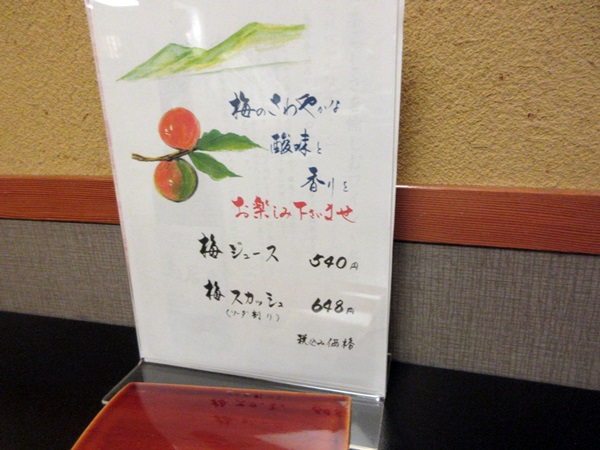 梅のさわやかな
酸味と
香りを
お楽しみ下さいませ
梅ジュース 540円
梅スカッシュ 648円
(ソーダ割り)
税込み価格